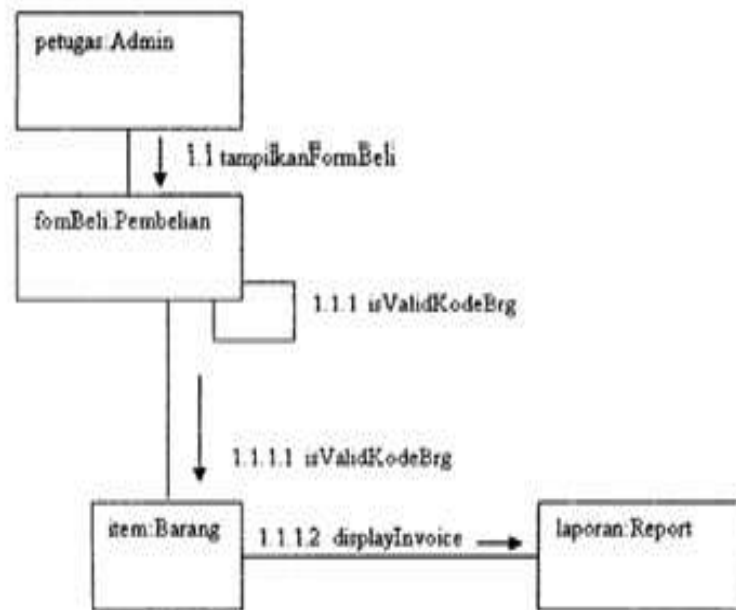 petugas:Admin
1.1 tampilkanFormBeli
fomBeli:Pembelian
1.1.1 isValidKodeBrg
1.1.1.1 isValidKodeBrg
item:Barang
1.1.1.2 displayInvoice
laporan:Report